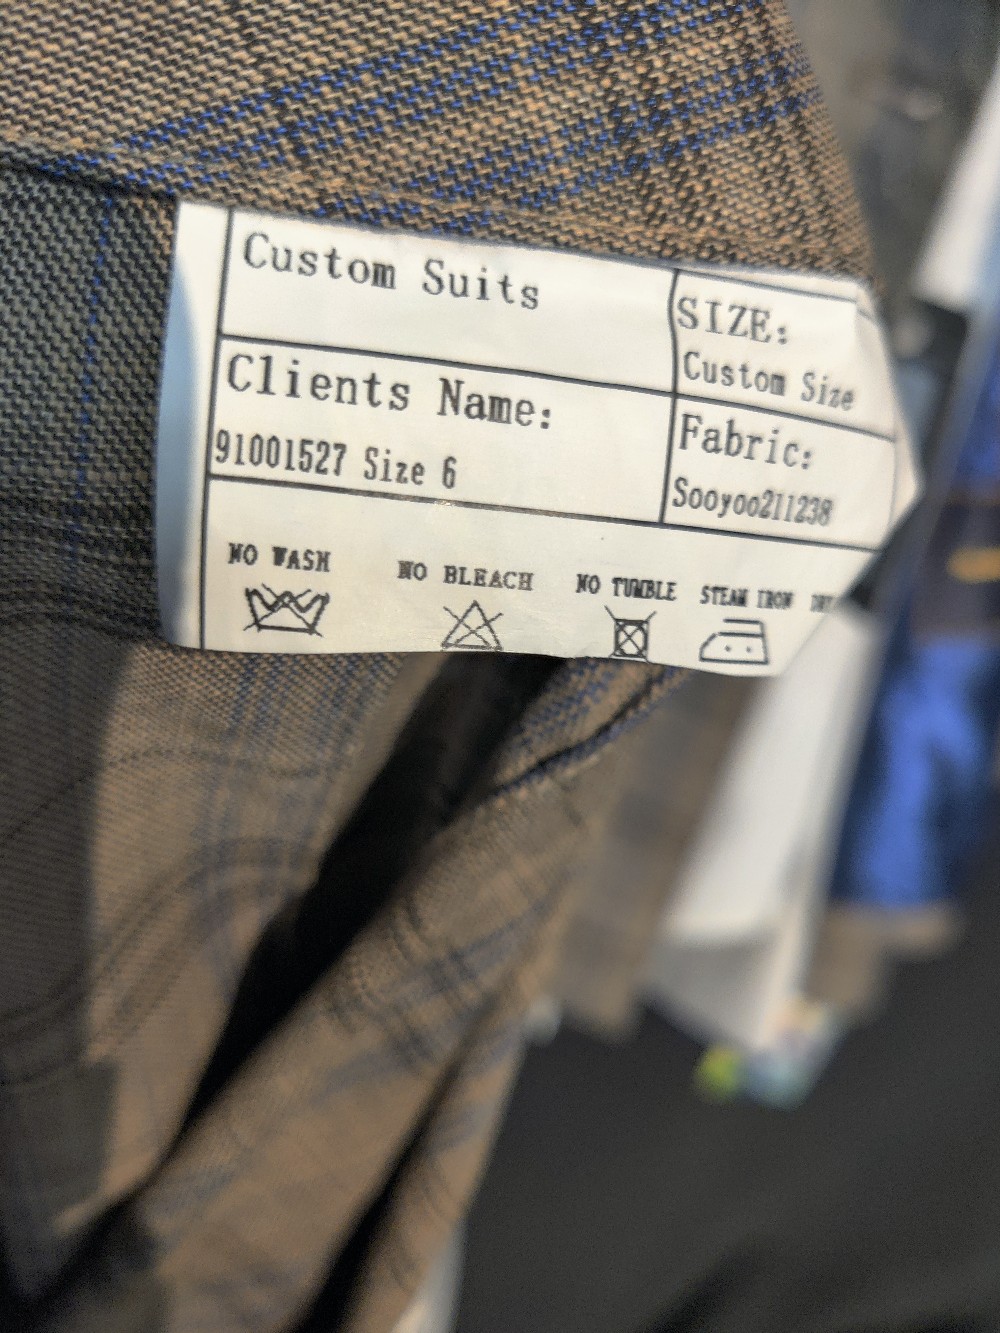 Custom Suits
SIZE:
Custom Size
Clients Name:
91001527 Size 6
Fabric:
Sooyoo211238
NO WASH
NO BLEACH
NO TUMBLE
STEAM IRON